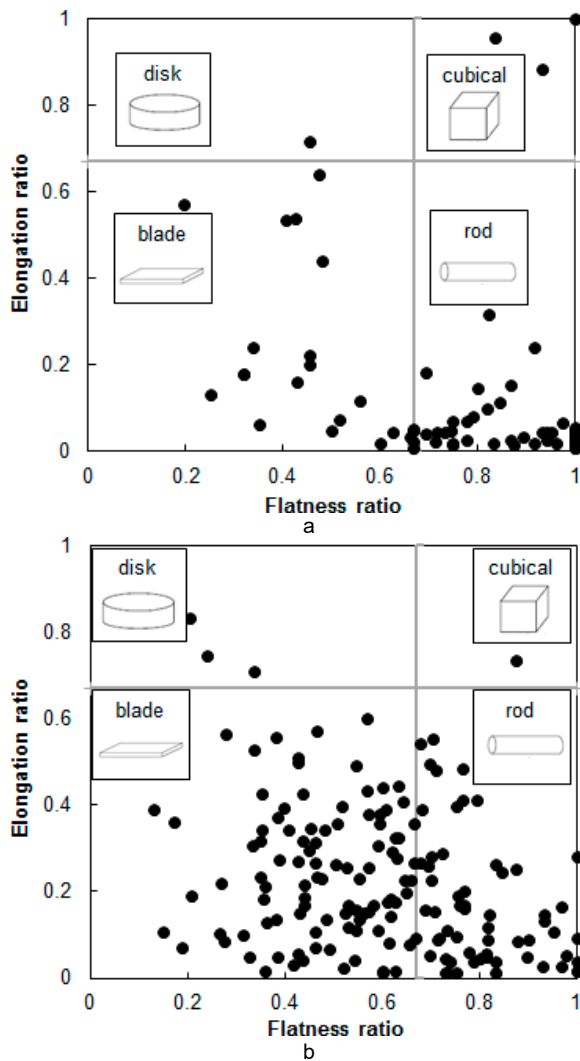 1
disk
cubical
0.8
0.6
blade
rod
0.4
0.2
0
0 0.2 0.4 0.6 0.8 1
Elongation ratio
Flatness ratio
a
1
disk
cubical
0.8
0.6
blade
rod
0.4
0.2
0
0 0.2 0.4 0.6 0.8 1
Elongation ratio
Flatness ratio
b